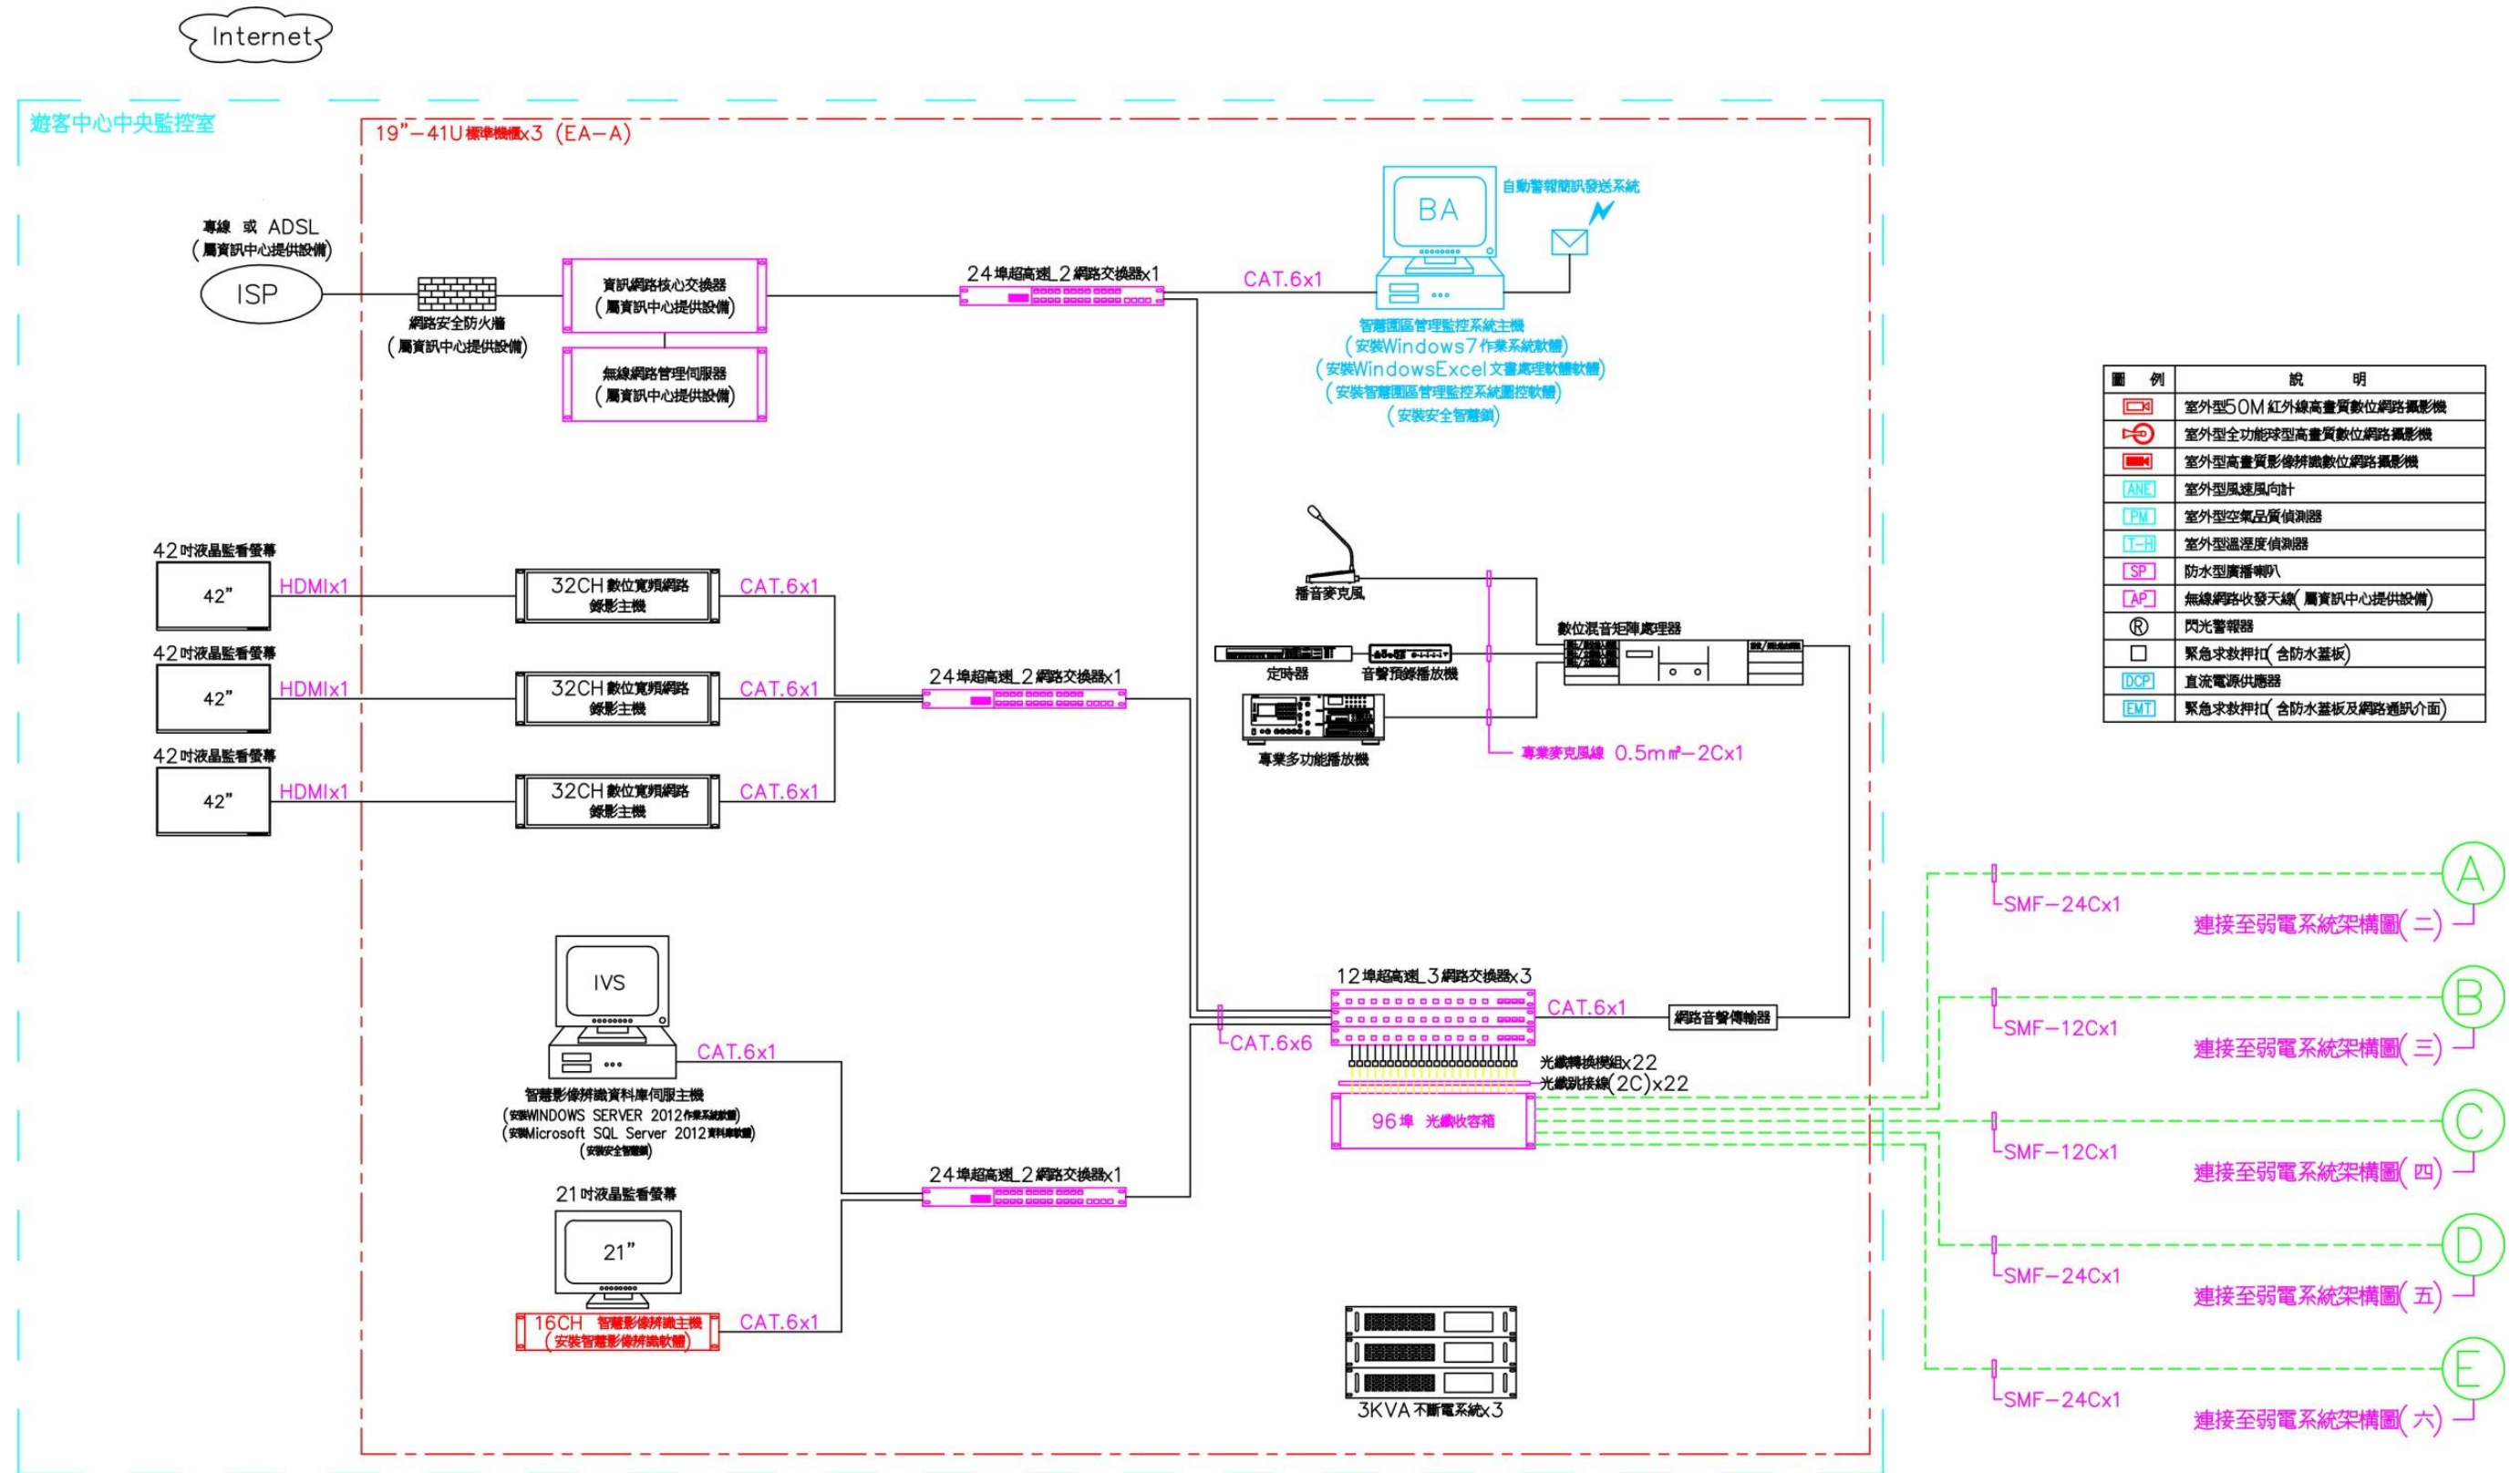 Internet
遊客中心中央監控室
19"-41U標準機櫃x3 (EA-A)
專線 或 ADSL
(屬資訊中心提供設備)
ISP
網路安全防火牆
(屬資訊中心提供設備)
資訊網路核心交換器
(屬資訊中心提供設備)
無線網路管理伺服器
(屬資訊中心提供設備)
24埠超高速L2網路交換器x1
CAT.6x1
BA
自動警報簡訊發送系統
智慧園區管理監控系統主機
(安裝Windows7作業系統軟體)
(安裝WindowsExcel文書處理軟體軟體)
(安裝智慧園區管理監控系統圖控軟體)
(安裝安全智慧鎖)
42吋液晶監看螢幕
42"
HDMIx1
32CH數位寬頻網路
錄影主機
CAT.6x1
42吋液晶監看螢幕
42"
HDMIx1
32CH數位寬頻網路
錄影主機
CAT.6x1
42吋液晶監看螢幕
42"
HDMIx1
32CH數位寬頻網路
錄影主機
CAT.6x1
24埠超高速L2網路交換器x1
播音麥克風
定時器
音聲預錄播放機
專業多功能播放機
數位混音矩陣處理器
專業麥克風線 0.5m㎡-2Cx1
IVS
CAT.6x1
智慧影像辨識資料庫伺服主機
(安裝WINDOWS SERVER 2012作業系統軟體)
(安裝Microsoft SQL Server 2012資料庫軟體)
(安裝安全智慧鎖)
21吋液晶監看螢幕
21"
16CH 智慧影像辨識主機
(安裝智慧影像辨識軟體)
CAT.6x1
24埠超高速L2網路交換器x1
CAT.6x6
12埠超高速L3網路交換器x3
CAT.6x1
網路音聲傳輸器
光纖轉換模組x22
光纖跳接線(2C)x22
96埠 光纖收容箱
3KVA不斷電系統x3
圖 例 說 明
室外型50M紅外線高畫質數位網路攝影機
室外型全功能球型高畫質數位網路攝影機
室外型高畫質影像辨識數位網路攝影機
ANE 室外型風速風向計
PM 室外型空氣品質偵測器
T-H 室外型溫溼度偵測器
SP 防水型廣播喇叭
AP 無線網路收發天線(屬資訊中心提供設備)
R 閃光警報器
緊急求救押扣(含防水蓋板)
DCP 直流電源供應器
EMT 緊急求救押扣(含防水蓋板及網路通訊介面)
A
SMF-24Cx1
連接至弱電系統架構圖(二)
B
SMF-12Cx1
連接至弱電系統架構圖(三)
C
SMF-12Cx1
連接至弱電系統架構圖(四)
D
SMF-24Cx1
連接至弱電系統架構圖(五)
E
SMF-24Cx1
連接至弱電系統架構圖(六)